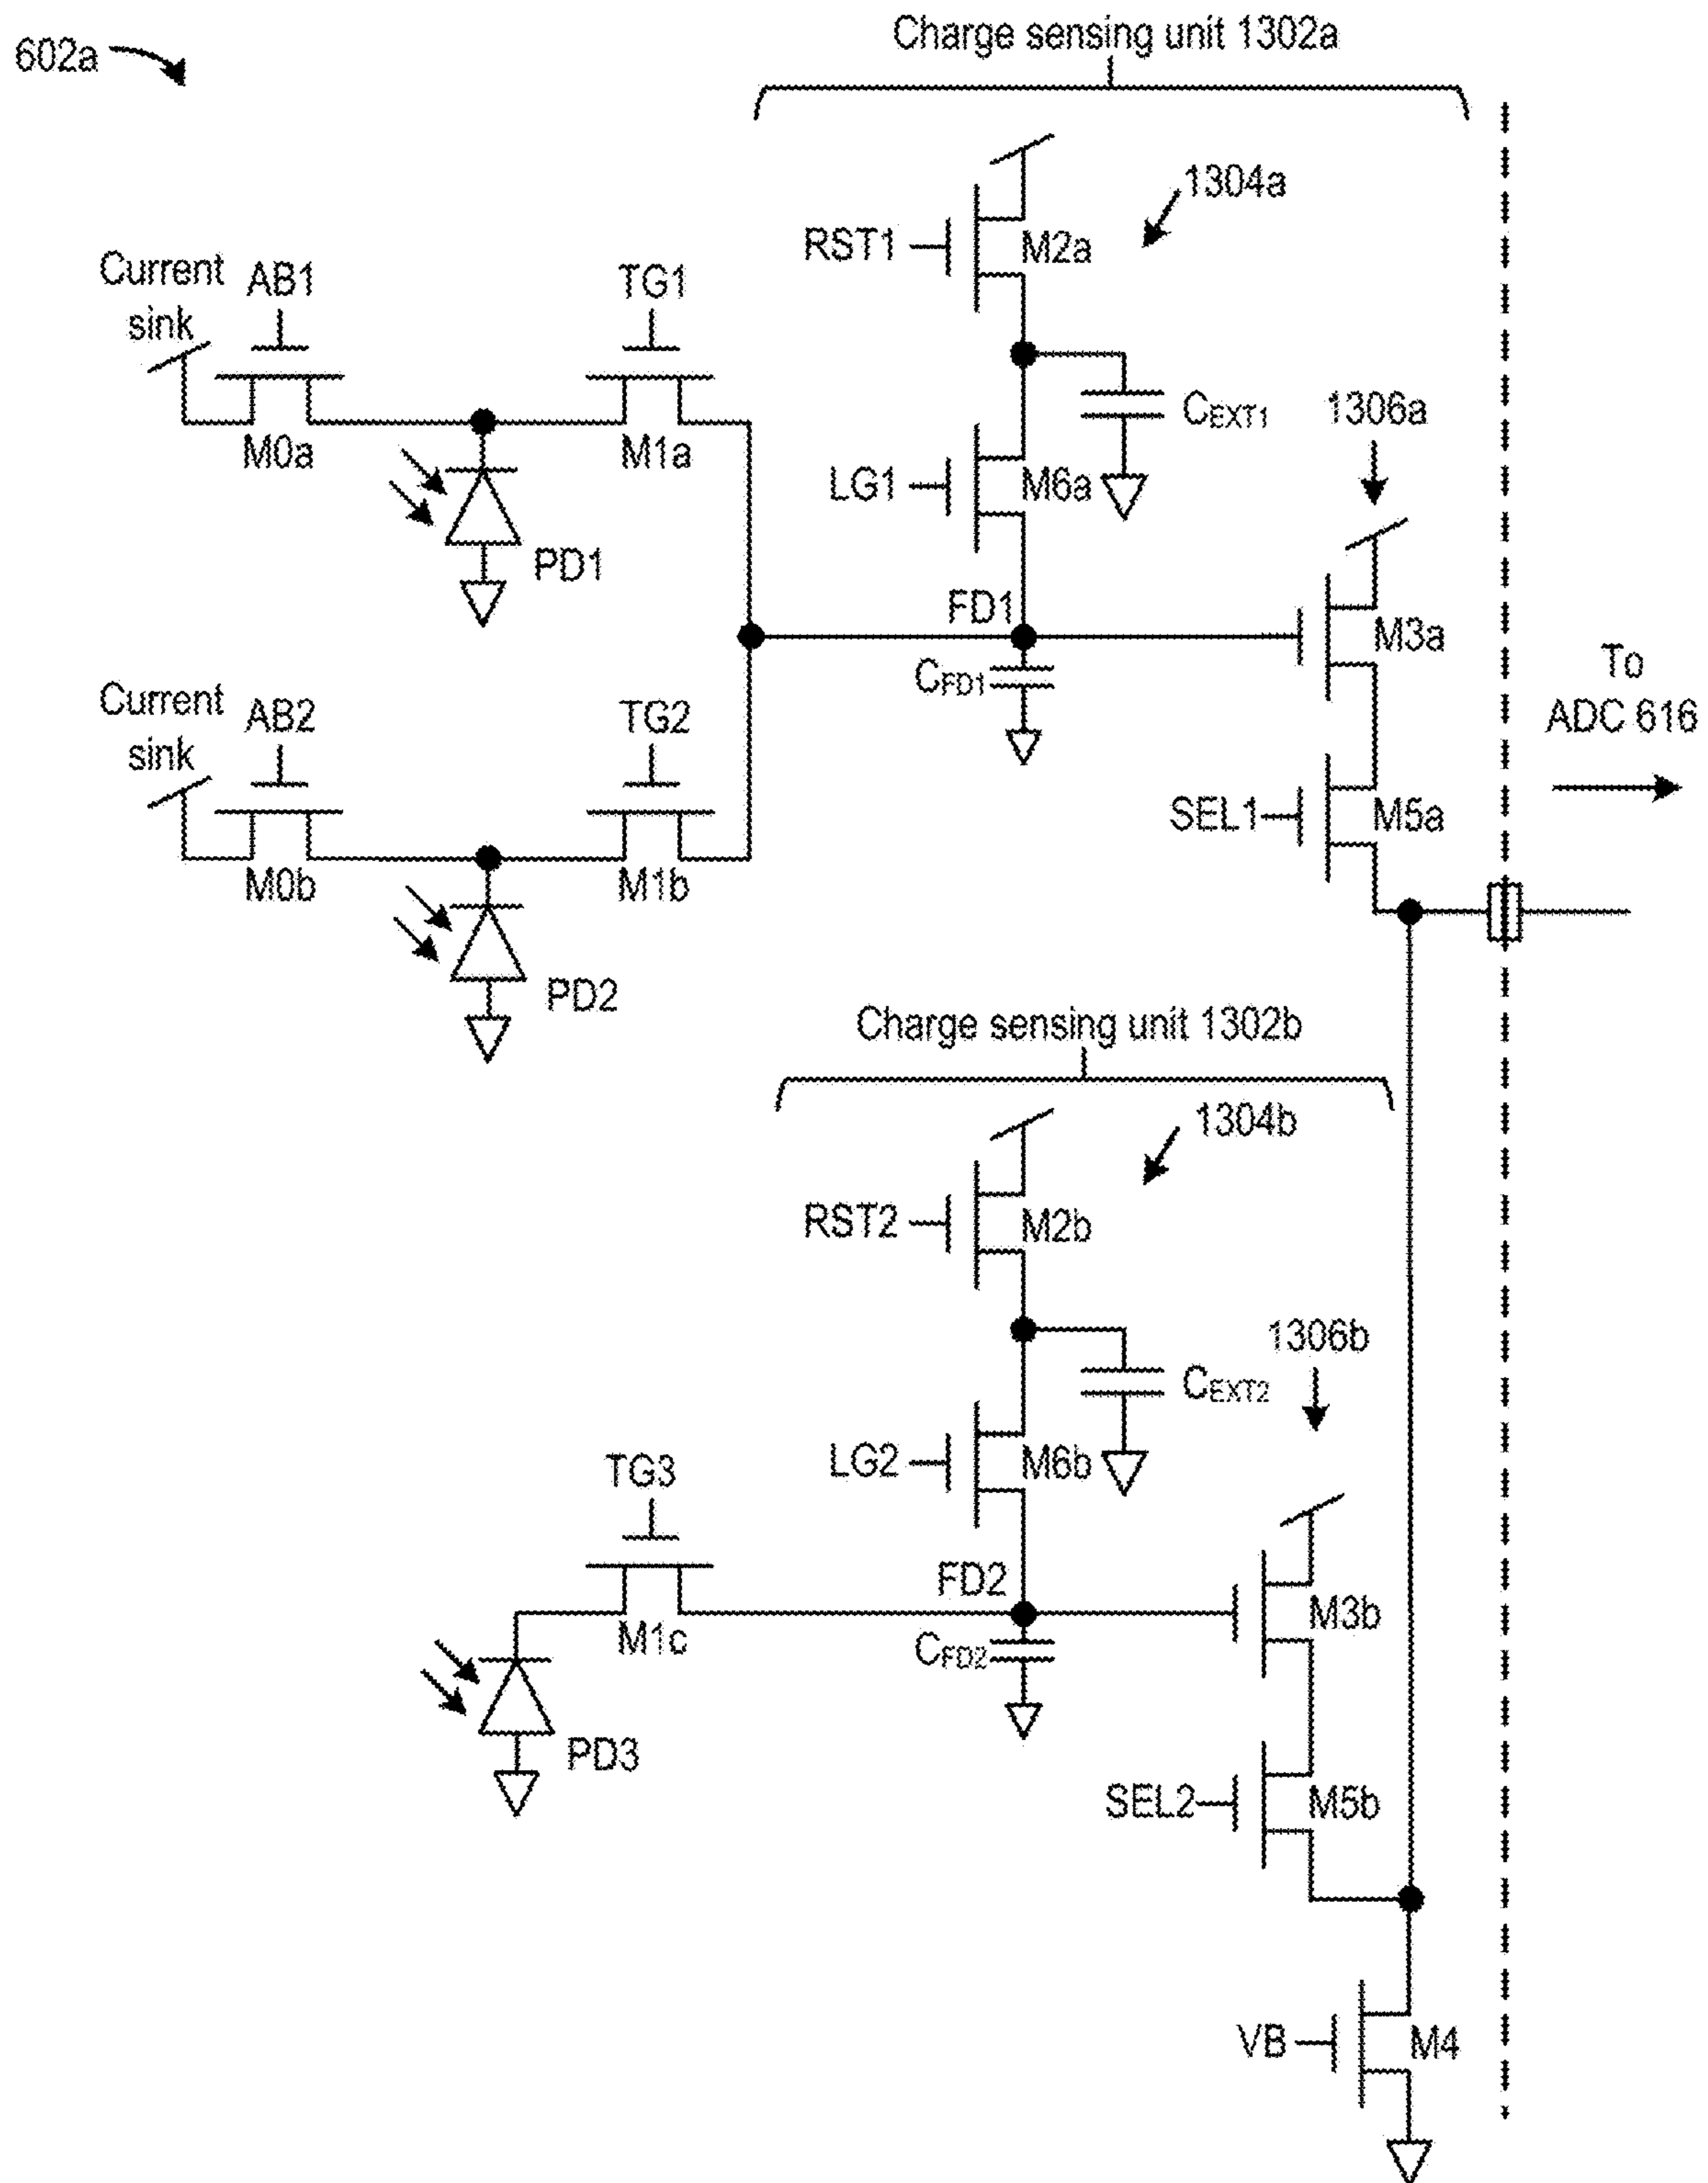 Charge sensing unit 1302a
602a
1304a
RST1
M2a
Current
sink
AB1
TG1
CEXT1
1306a
M0a
M1a
LG1
M6a
PD1
FD1
M3a
CFD1
To
ADC 616
Current
sink
AB2
TG2
SEL1
M5a
M0b
M1b
PD2
Charge sensing unit 1302b
1304b
RST2
M2b
1306b
CEXT2
LG2
M6b
TG3
FD2
M3b
M1c
CFD2
PD3
SEL2
M5b
VB
M4